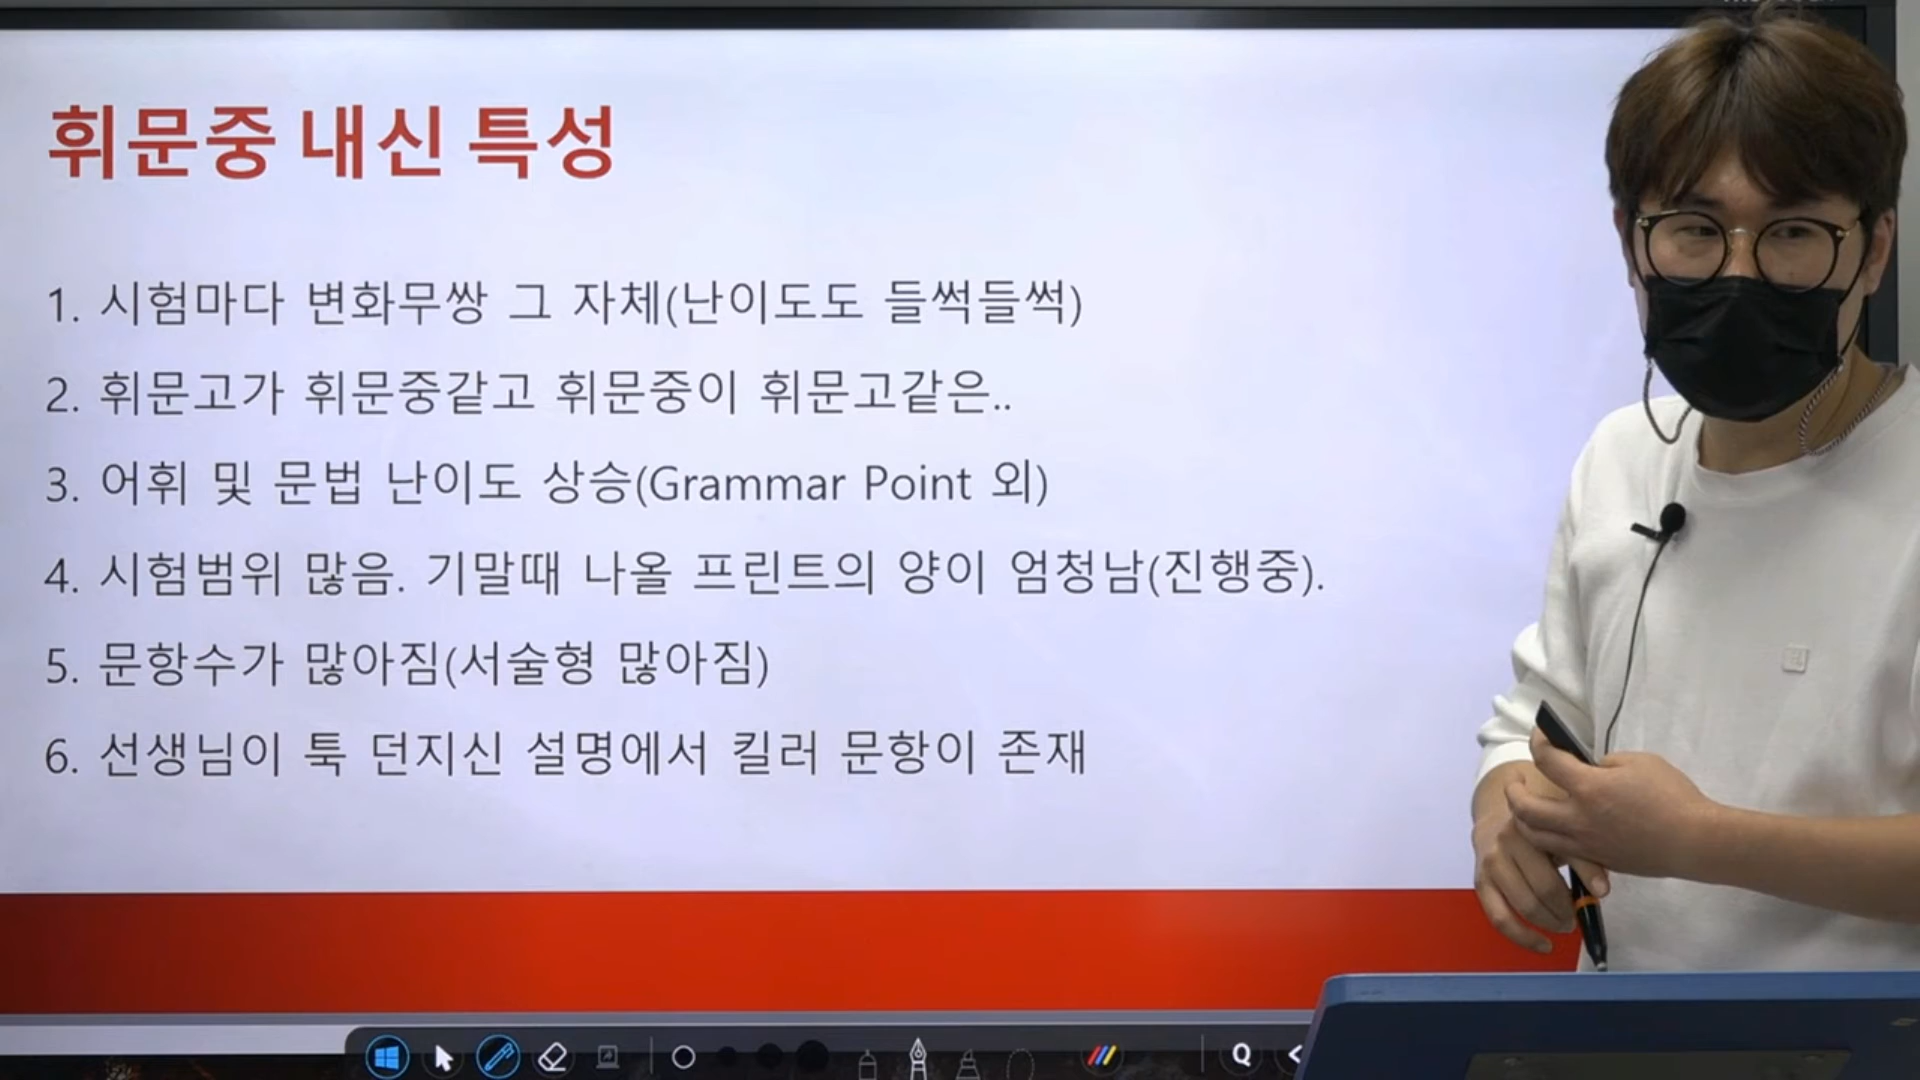 휘문중 내신 특성
1. 시험마다 변화무쌍 그 자체(난이도도 들썩들썩)
2. 휘문고가 휘문중같고 휘문중이 휘문고같은..
3. 어휘 및 문법 난이도 상승(Grammar Point 외)
4. 시험범위 많음. 기말때 나올 프린트의 양이 엄청남(진행중).
5. 문항수가 많아짐(서술형 많아짐)
6. 선생님이 툭 던지신 설명에서 킬러 문항이 존재